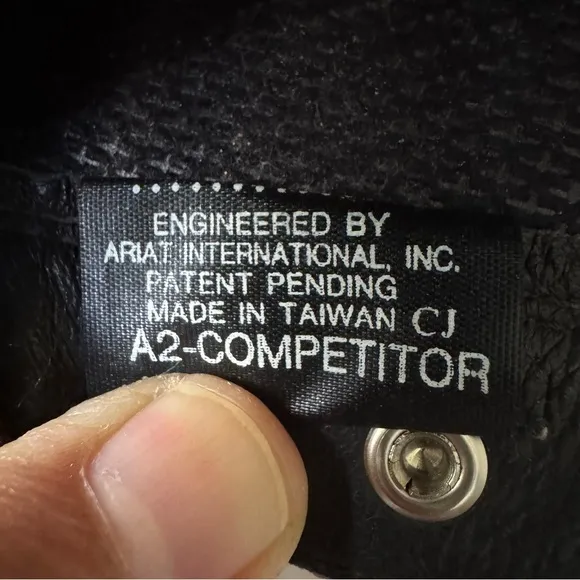 ENGINEERED BY
ARIAT INTERNATIONAL, INC.
PATENT PENDING
MADE IN TAIWAN CJ
A2-COMPETITOR